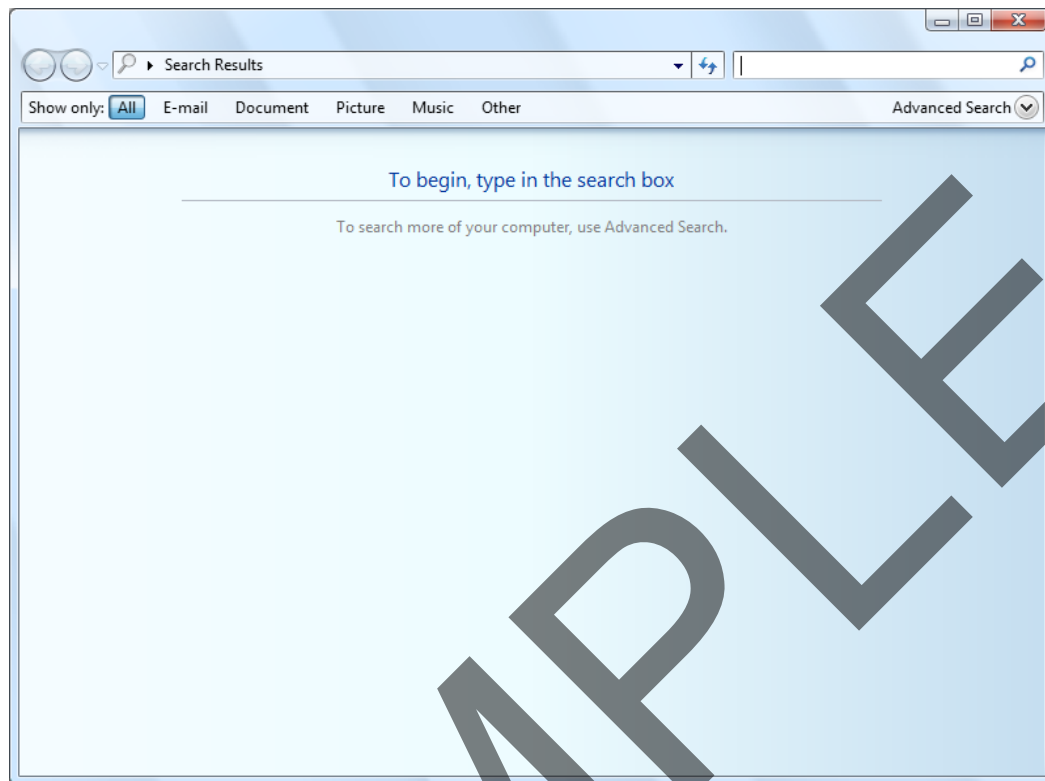 Search Results
Show only: All E-mail Document Picture Music Other Advanced Search
To begin, type in the search box
To search more of your computer, use Advanced Search.
MPLE